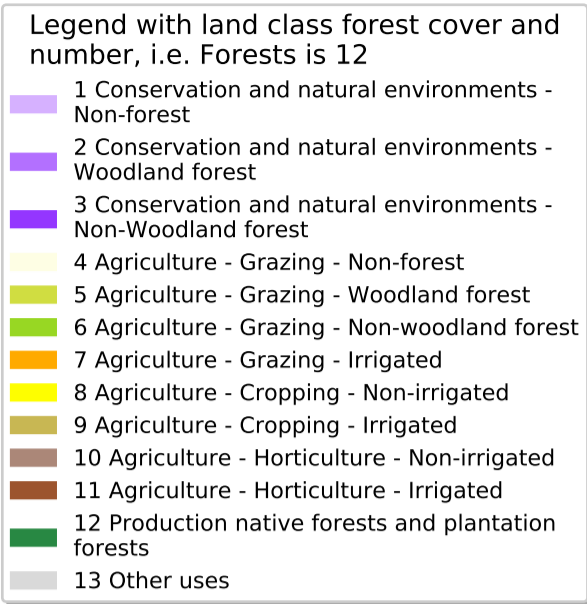 Legend with land class forest cover and
number, i.e. Forests is 12
1 Conservation and natural environments -
Non-forest
2 Conservation and natural environments -
Woodland forest
3 Conservation and natural environments -
Non-Woodland forest
4 Agriculture - Grazing - Non-forest
5 Agriculture - Grazing - Woodland forest
6 Agriculture - Grazing - Non-woodland forest
7 Agriculture - Grazing - Irrigated
8 Agriculture - Cropping - Non-irrigated
9 Agriculture - Cropping - Irrigated
10 Agriculture - Horticulture - Non-irrigated
11 Agriculture - Horticulture - Irrigated
12 Production native forests and plantation
forests
13 Other uses